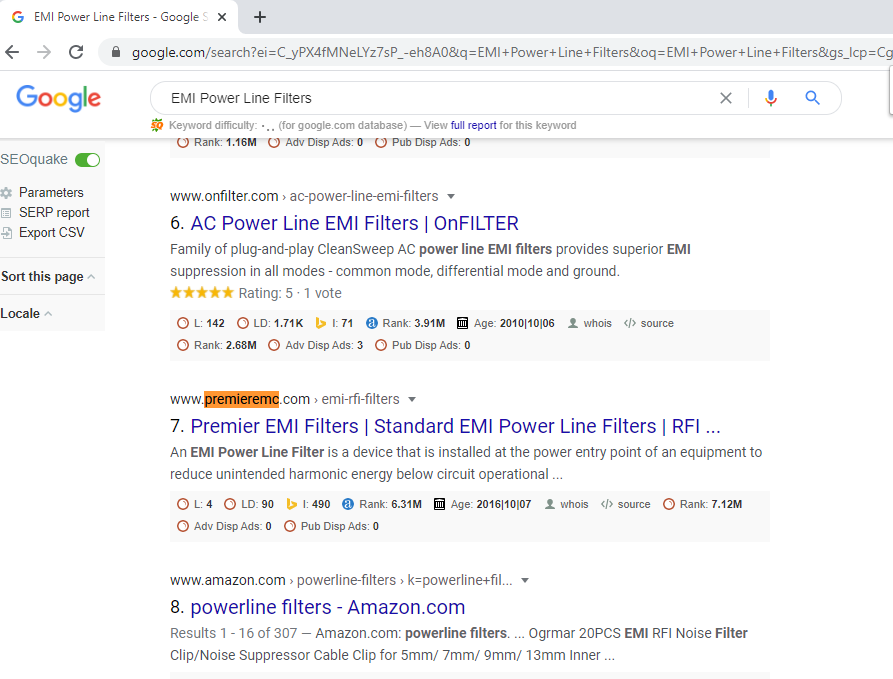 EMI Power Line Filters - Google S
google.com/search?ei=C_yPX4fMNeLYz7sP_-eh8A0&q=EMI+Power+Line+Filters&oq=EMI+Power+Line+Filters&gs_lcp=Cg
Google
EMI Power Line Filters
Keyword difficulty: (for google.com database) — View full report for this keyword
Rank: 1.16M Adv Disp Ads: 0 Pub Disp Ads: 0
SEOquake
Parameters
SERP report
Export CSV
Sort this page
Locale
www.onfilter.com › ac-power-line-emi-filters
6. AC Power Line EMI Filters | OnFILTER
Family of plug-and-play CleanSweep AC power line EMI filters provides superior EMI
suppression in all modes - common mode, differential mode and ground.
Rating: 5 · 1 vote
L: 142 LD: 1.71K I: 71 Rank: 3.91M Age: 2010|10|06 whois </> source
Rank: 2.68M Adv Disp Ads: 3 Pub Disp Ads: 0
www.premieremc.com › emi-rfi-filters
7. Premier EMI Filters | Standard EMI Power Line Filters | RFI ...
An EMI Power Line Filter is a device that is installed at the power entry point of an equipment to
reduce unintended harmonic energy below circuit operational ...
L: 4 LD: 90 I: 490 Rank: 6.31M Age: 2016|10|07 whois </> source Rank: 7.12M
Adv Disp Ads: 0 Pub Disp Ads: 0
www.amazon.com › powerline-filters › k=powerline+fil...
8. powerline filters - Amazon.com
Results 1 - 16 of 307 — Amazon.com: powerline filters. ... Ogrmar 20PCS EMI RFI Noise Filter
Clip/Noise Suppressor Cable Clip for 5mm/ 7mm/ 9mm/ 13mm Inner ...